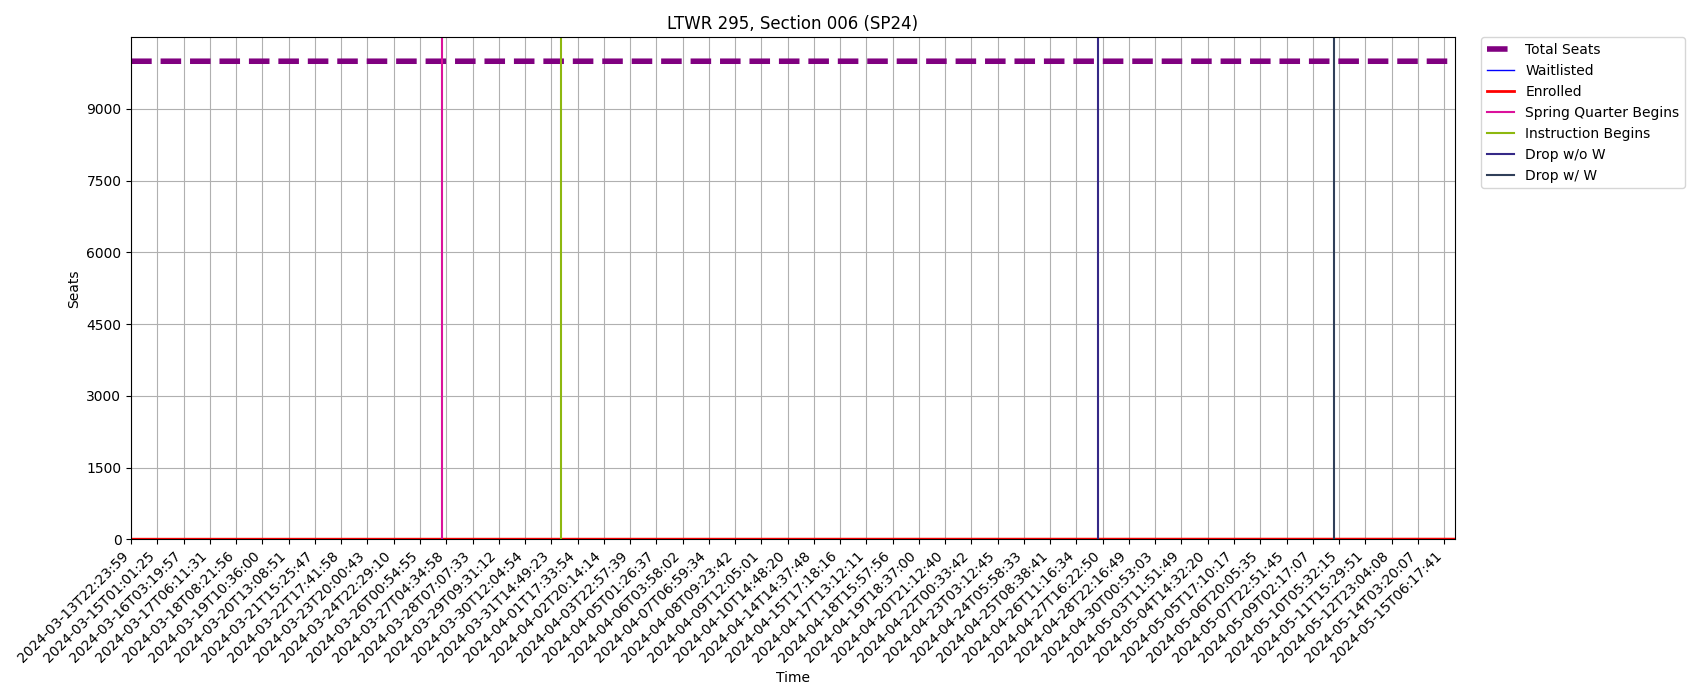 LTWR 295, Section 006 (SP24)
Total Seats
Waitlisted
Enrolled
Spring Quarter Begins
Instruction Begins
Drop w/o W
Drop w/ W
Seats
9000
7500
6000
4500
3000
1500
0
2024-03-13T22:23:59
2024-03-15T01:01:25
2024-03-16T03:19:57
2024-03-17T06:11:31
2024-03-18T08:21:56
2024-03-19T10:36:00
2024-03-20T13:08:51
2024-03-21T15:25:47
2024-03-22T17:41:58
2024-03-23T20:00:43
2024-03-24T22:29:10
2024-03-26T00:54:55
2024-03-27T04:34:58
2024-03-28T07:07:33
2024-03-29T09:31:12
2024-03-30T12:04:54
2024-03-31T14:49:23
2024-04-01T17:33:54
2024-04-02T20:14:14
2024-04-03T22:57:39
2024-04-05T01:26:37
2024-04-06T03:58:02
2024-04-07T06:59:34
2024-04-08T09:23:42
2024-04-09T12:05:01
2024-04-10T14:48:20
2024-04-14T14:37:48
2024-04-15T17:18:16
2024-04-17T13:12:11
2024-04-18T15:57:56
2024-04-19T18:37:00
2024-04-20T21:12:40
2024-04-22T00:33:42
2024-04-23T03:12:45
2024-04-24T05:58:33
2024-04-25T08:38:41
2024-04-26T11:16:34
2024-04-27T16:22:50
2024-04-28T22:16:49
2024-04-30T00:53:03
2024-05-03T11:51:49
2024-05-04T14:32:20
2024-05-05T17:10:17
2024-05-06T20:05:35
2024-05-07T22:51:45
2024-05-09T02:17:07
2024-05-10T05:32:15
2024-05-11T15:29:51
2024-05-12T23:04:08
2024-05-14T03:20:07
2024-05-15T06:17:41
Time